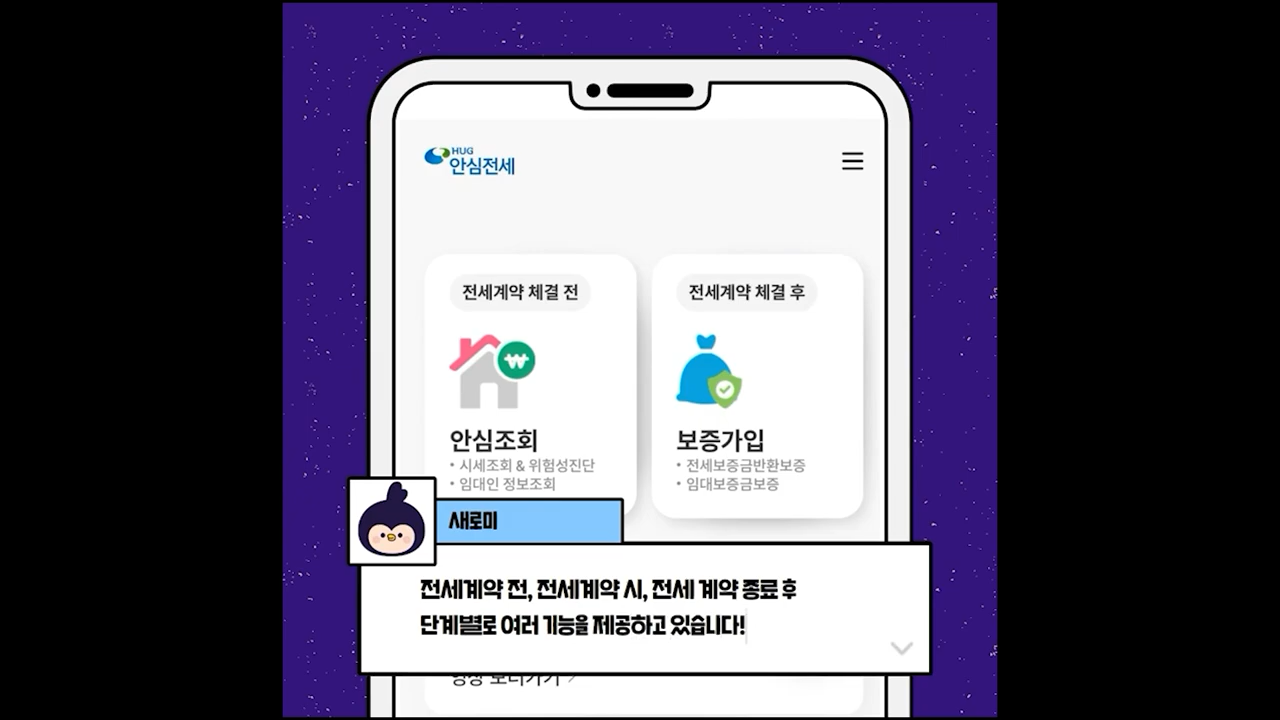 HUG
안심전세
전세계약 체결 전
전세계약 체결 후
안심조회
• 시세조회 & 위험성진단
• 임대인 정보조회
보증가입
• 전세보증금반환보증
• 임대보증금보증
새로미
전세계약 전, 전세계약 시, 전세 계약 종료 후
단계별로 여러 기능을 제공하고 있습니다!